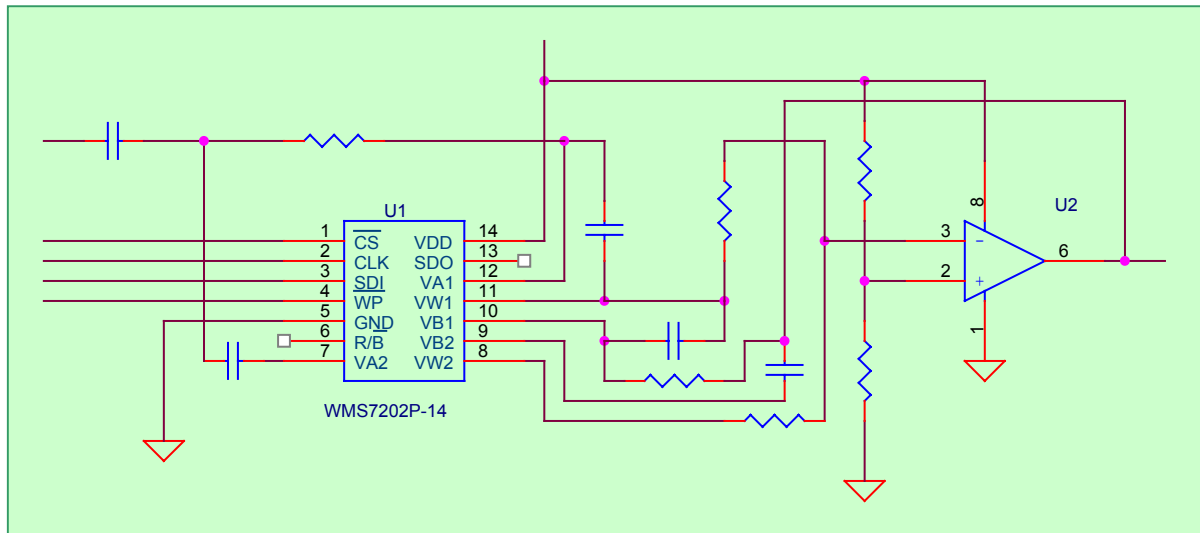 U1
1 CS VDD 14
2 CLK SDO 13
3 SDI VA1 12
4 WP VW1 11
5 GND VB1 10
6 R/B VB2 9
7 VA2 VW2 8
WMS7202P-14
U2
8
3 −
2 +
6
1